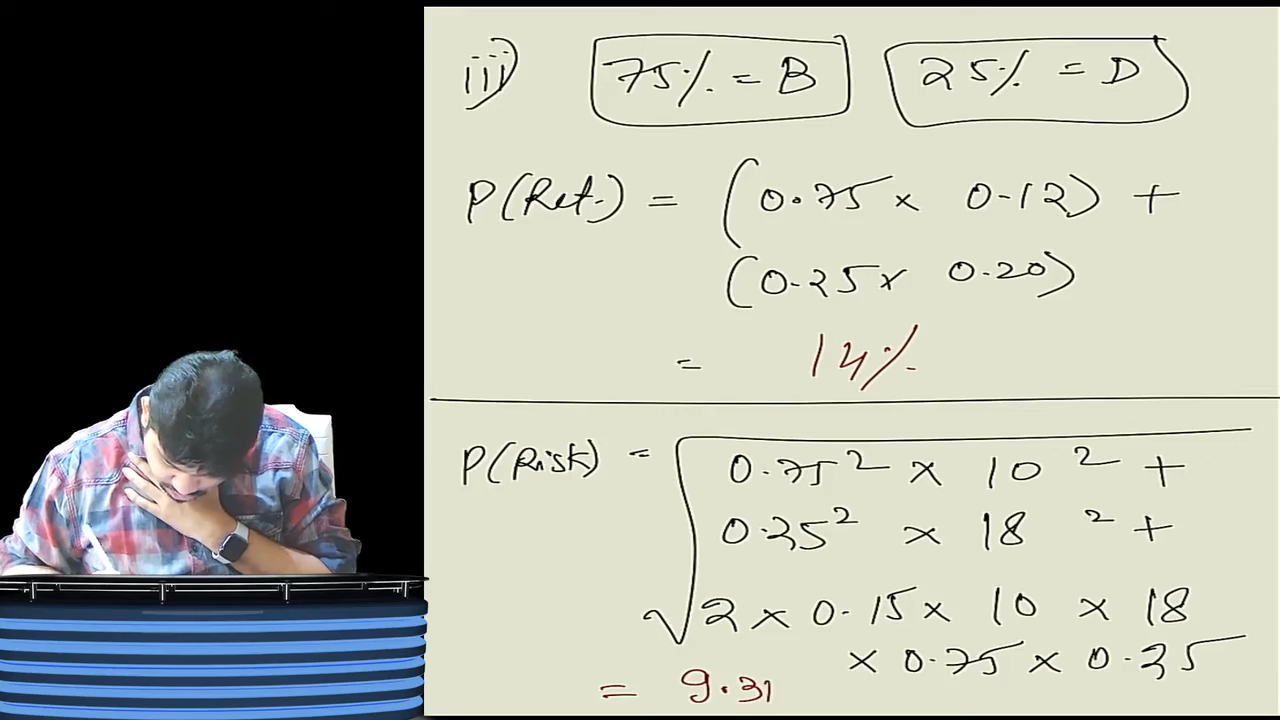 iii) 75% = B 25% = D
P(Ret.) = (0.75 x 0.12) +
(0.25 x 0.20)
= 14%
P(Risk) = √ 0.75² x 10² +
0.25² x 18² +
2 x 0.15 x 10 x 18
x 0.75 x 0.25
= 9.31